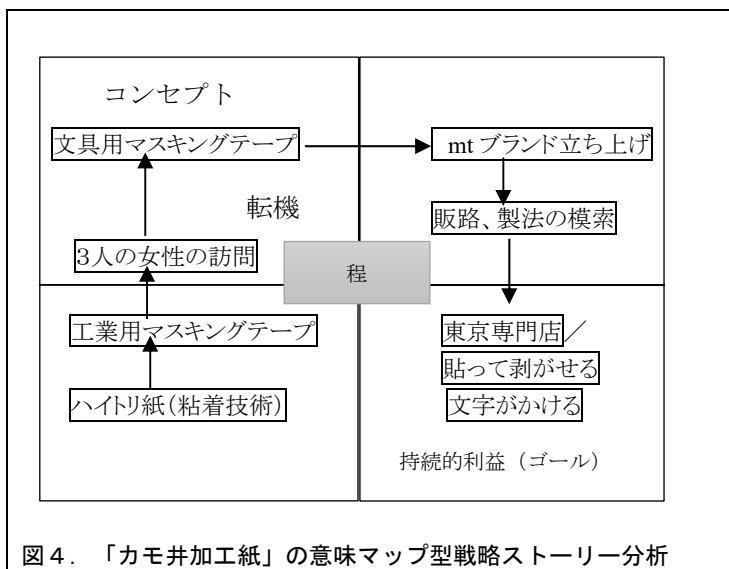 コンセプト
文具用マスキングテープ
mtブランド立ち上げ
転機
販路、製法の模索
3人の女性の訪問
程
工業用マスキングテープ
東京専門店／
貼って剥がせる
ハイトリ紙(粘着技術)
文字がかける
持続的利益（ゴール）
図４．「カモ井加工紙」の意味マップ型戦略ストーリー分析